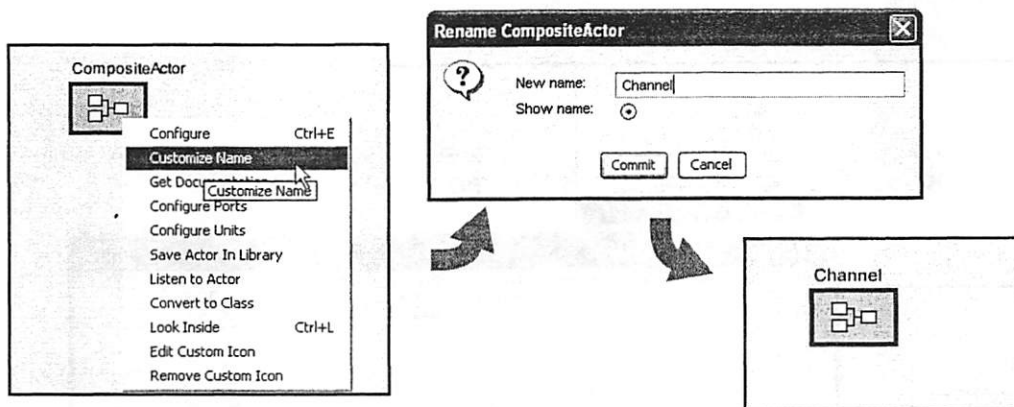 CompositeActor
Configure Ctrl+E
Customize Name
Get Documentation
Customize Name
Configure Ports
Configure Units
Save Actor In Library
Listen to Actor
Convert to Class
Look Inside Ctrl+L
Edit Custom Icon
Remove Custom Icon
Rename CompositeActor
?
New name: Channel
Show name:
Commit Cancel
Channel